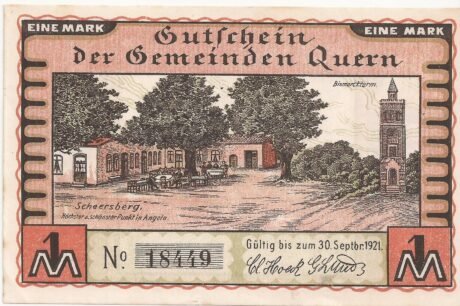 EINE MARK
EINE MARK
Gutschein
der Gemeinden Quern
Bismarckturm.
Scheersberg.
Höchster u. schönster Punkt in Angeln
1 M
No. 18449
Gültig bis zum 30. Septbr. 1921.
1 M